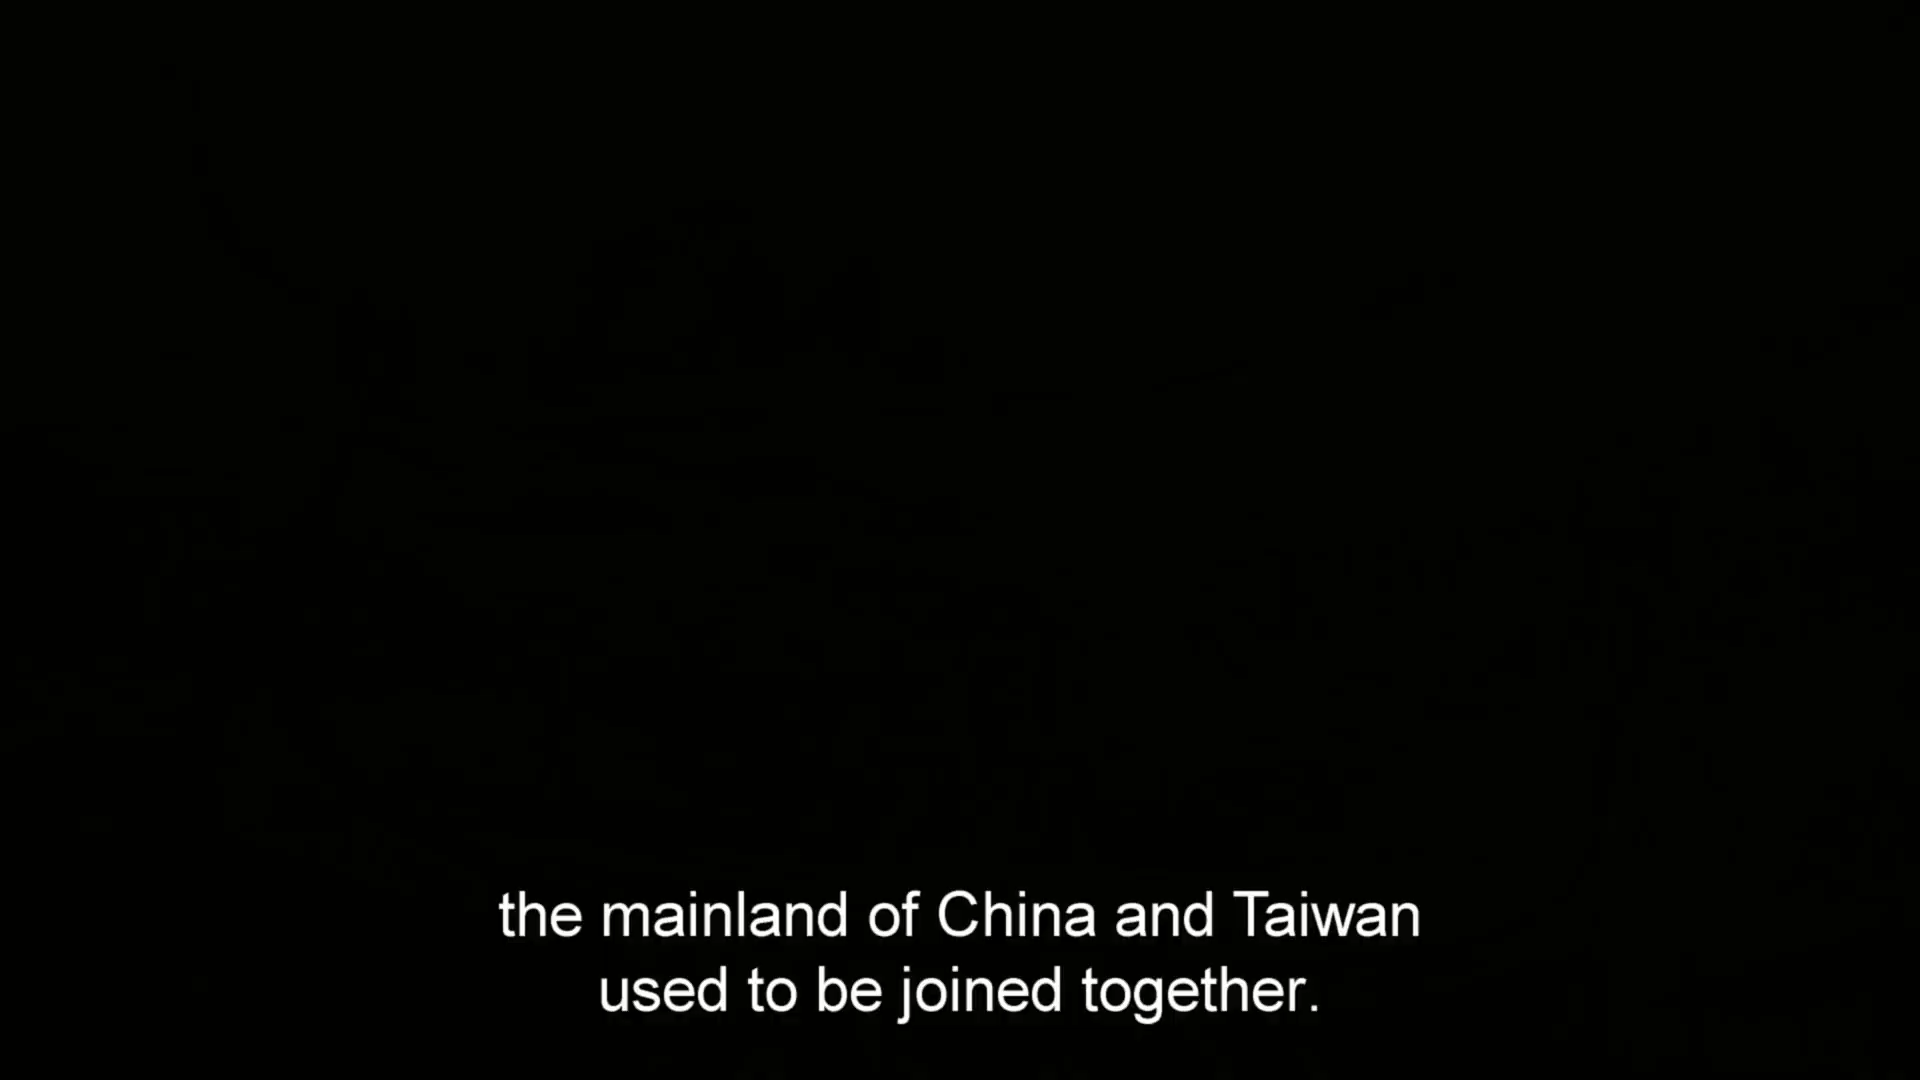 the mainland of China and Taiwan
used to be joined together.